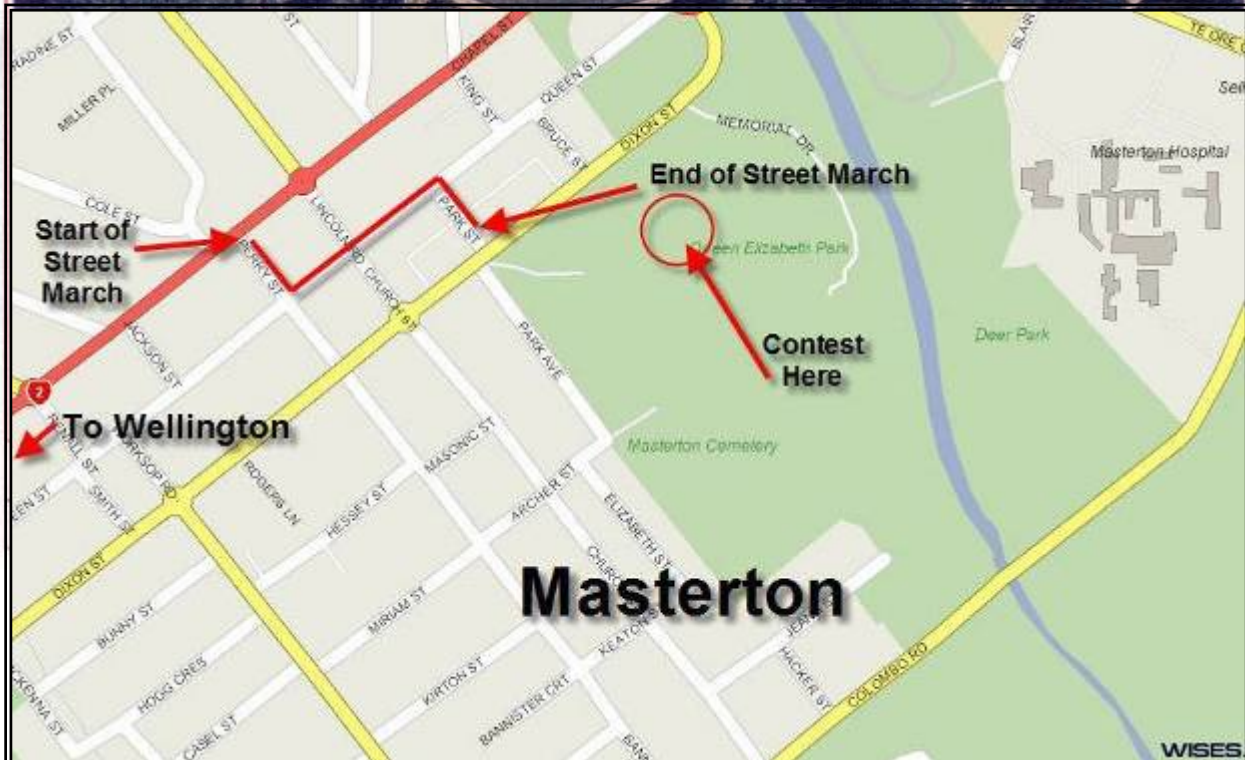 MILLER PL
CHAPEL ST
KING ST
QUEEN ST
BRUCE ST
DIXON ST
MEMORIAL DR
BLAIR
Masterton Hospital
COLE ST
LINCOLN RD
PARK ST
End of Street March
Start of
Street
March
PERRY ST
CHURCH ST
Queen Elizabeth Park
JACKSON ST
PARK AVE
Contest
Here
Deer Park
2
To Wellington
SMITH ST
WORKSOP RD
ROGERS LN
MASONIC ST
HESSEY ST
ARCHER ST
Masterton Cemetery
ELIZABETH ST
DIXON ST
BUNNY ST
MIRIAM ST
Masterton
HOGG CRES
KIRTON ST
HACKER ST
COLOMBO RD
CASEL ST
BANNISTER CRT
WISES.